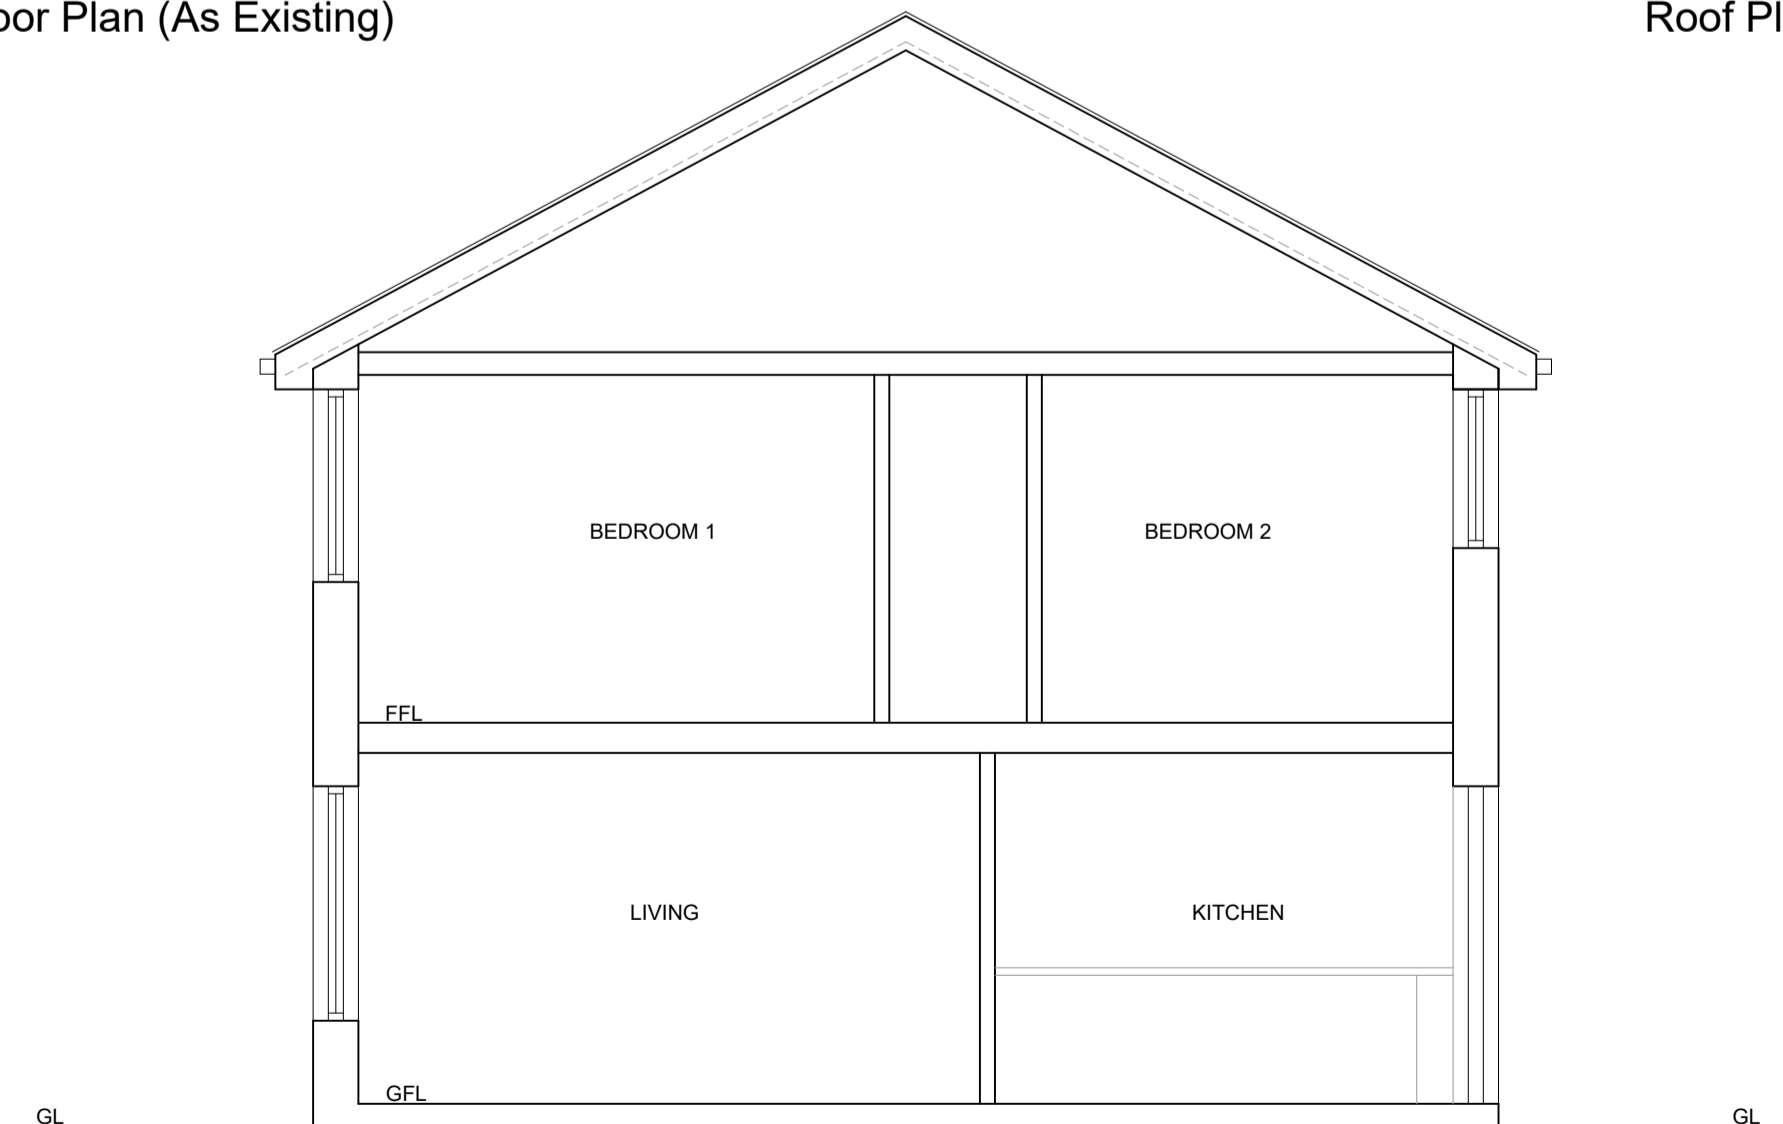 oor Plan (As Existing)
Roof Pl
BEDROOM 1
BEDROOM 2
FFL
LIVING
KITCHEN
GFL
GL
GL